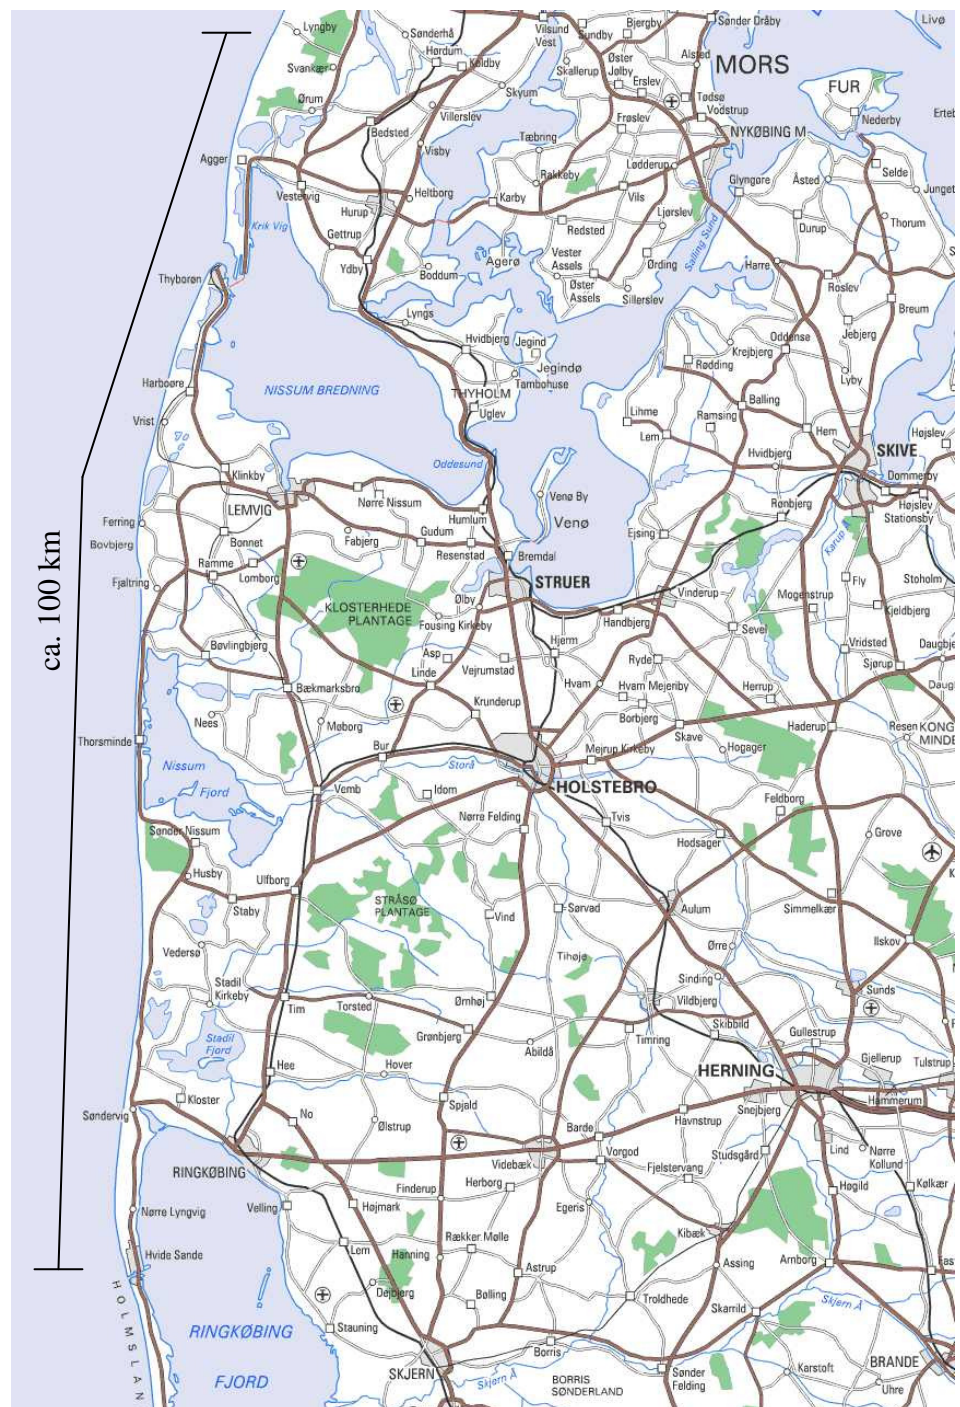 Lyngby
Sønderhå
Vilsund
Vest
Sundby
Bjergby
Sønder Dråby
Livø
Hørdum
Koldby
Svankær
Skallerup
Øster
Jølby
Alsted
MORS
Erslev
Skyum
FUR
Ørum
Villerslev
Tødsø
Vodstrup
Nederby
Bedsted
Frøslev
NYKØBING M
Tæbring
Visby
Agger
Lødderup
Selde
Rakkeby
Glyngøre
Åsted
Vestervig
Heltborg
Karby
Vils
Hurup
Ljørslev
Durup
Thorum
Krik Vig
Redsted
Gettrup
Salling Sund
Vester
Assels
Agerø
Ydby
Boddum
Ørding
Harre
Thyborøn
Øster
Assels
Sillerslev
Roslev
Breum
Lyngs
Jebjerg
Hvidbjerg
Jegind
Oddense
Krejbjerg
Jegindø
Rødding
Harboøre
NISSUM BREDNING
Tambohuse
Lyby
THYHOLM
Uglev
Lihme
Ramsing
Balling
Vrist
Lem
Hem
Højslev
SKIVE
Oddesund
Hvidbjerg
Klinkby
Dommerby
Nørre Nissum
Venø By
LEMVIG
Humlum
Venø
Rønbjerg
Højslev
Stationsby
Ferring
Gudum
Ejsing
Karup Å
Bovbjerg
Bonnet
Fabjerg
Resenstad
Bremdal
Ramme
Lomborg
STRUER
Fly
Stoholm
Fjaltring
Ølby
Vinderup
Mogenstrup
KLOSTERHEDE
PLANTAGE
Fousing Kirkeby
Handbjerg
Kjeldbjerg
Sevel
Bøvlingbjerg
Asp
Hjerm
Vridsted
Vejrumstad
Ryde
Sjørup
Linde
Hvam
Bækmarksbro
Hvam Mejeriby
Herrup
Krunderup
Borbjerg
Nees
Møborg
Skave
Haderup
Resen
Thorsminde
Bur
Mejrup Kirkeby
Hogager
Nissum
Fjord
Storå
HOLSTEBRO
Vemb
Idom
Feldborg
Nørre Felding
Tvis
Sønder Nissum
Hodsager
Grove
Husby
Ulfborg
Staby
STRÅSØ
PLANTAGE
Vind
Sørvad
Aulum
Simmelkær
Ilskov
Vedersø
Ørre
Tihøje
Sinding
Stadil
Kirkeby
Ørnhøj
Vildbjerg
Sunds
Tim
Torsted
Skibbild
Grønbjerg
Timring
Gullestrup
Stadil
Fjord
Abildå
Gjellerup
Tulstrup
Hee
Hover
HERNING
Kloster
Spjald
Hammerum
Søndervig
No
Snejbjerg
Ølstrup
Barde
Havnstrup
RINGKØBING
Videbæk
Vorgod
Studsgård
Lind
Nørre
Kollund
Fjelstervang
Finderup
Herborg
Høgild
Kølkær
Velling
Højmark
Egeris
Nørre Lyngvig
Rækker Mølle
Kibæk
Hvide Sande
Lem
Hanning
Arnborg
Astrup
Assing
Dejbjerg
Bølling
Troldhede
Skarrild
Skjern Å
Stauning
RINGKØBING
FJORD
Borris
SKJERN
Skjern Å
BORRIS
SØNDERLAND
Sønder
Felding
Karstoft
BRANDE
Uhre
HOLMSLAN
ca. 100 km